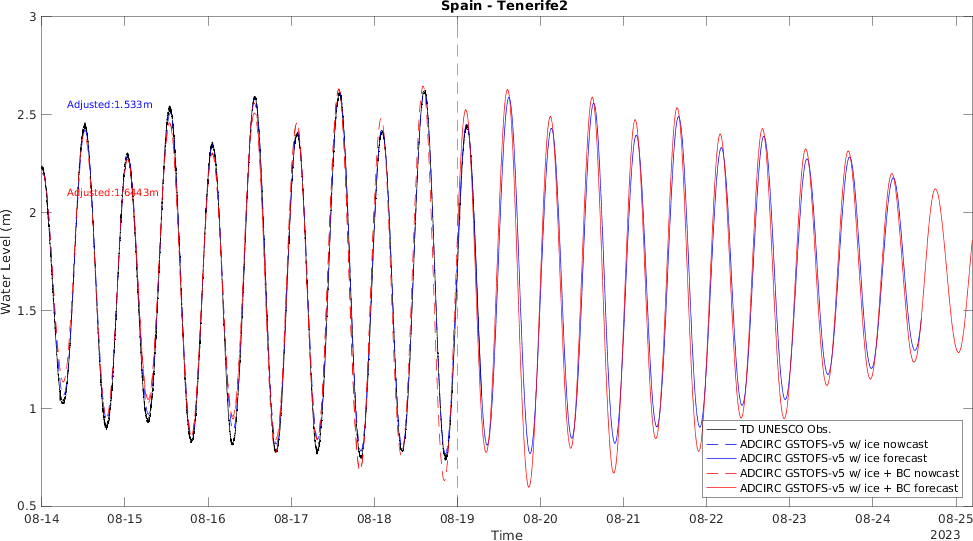 Spain - Tenerife2
3
2.5
2
1.5
1
0.5
Water Level (m)
Adjusted:1.533m
Adjusted:1.6443m
TD UNESCO Obs.
ADCIRC GSTOFS-v5 w/ ice nowcast
ADCIRC GSTOFS-v5 w/ ice forecast
ADCIRC GSTOFS-v5 w/ ice + BC nowcast
ADCIRC GSTOFS-v5 w/ ice + BC forecast
08-14 08-15 08-16 08-17 08-18 08-19 08-20 08-21 08-22 08-23 08-24 08-25
Time
2023